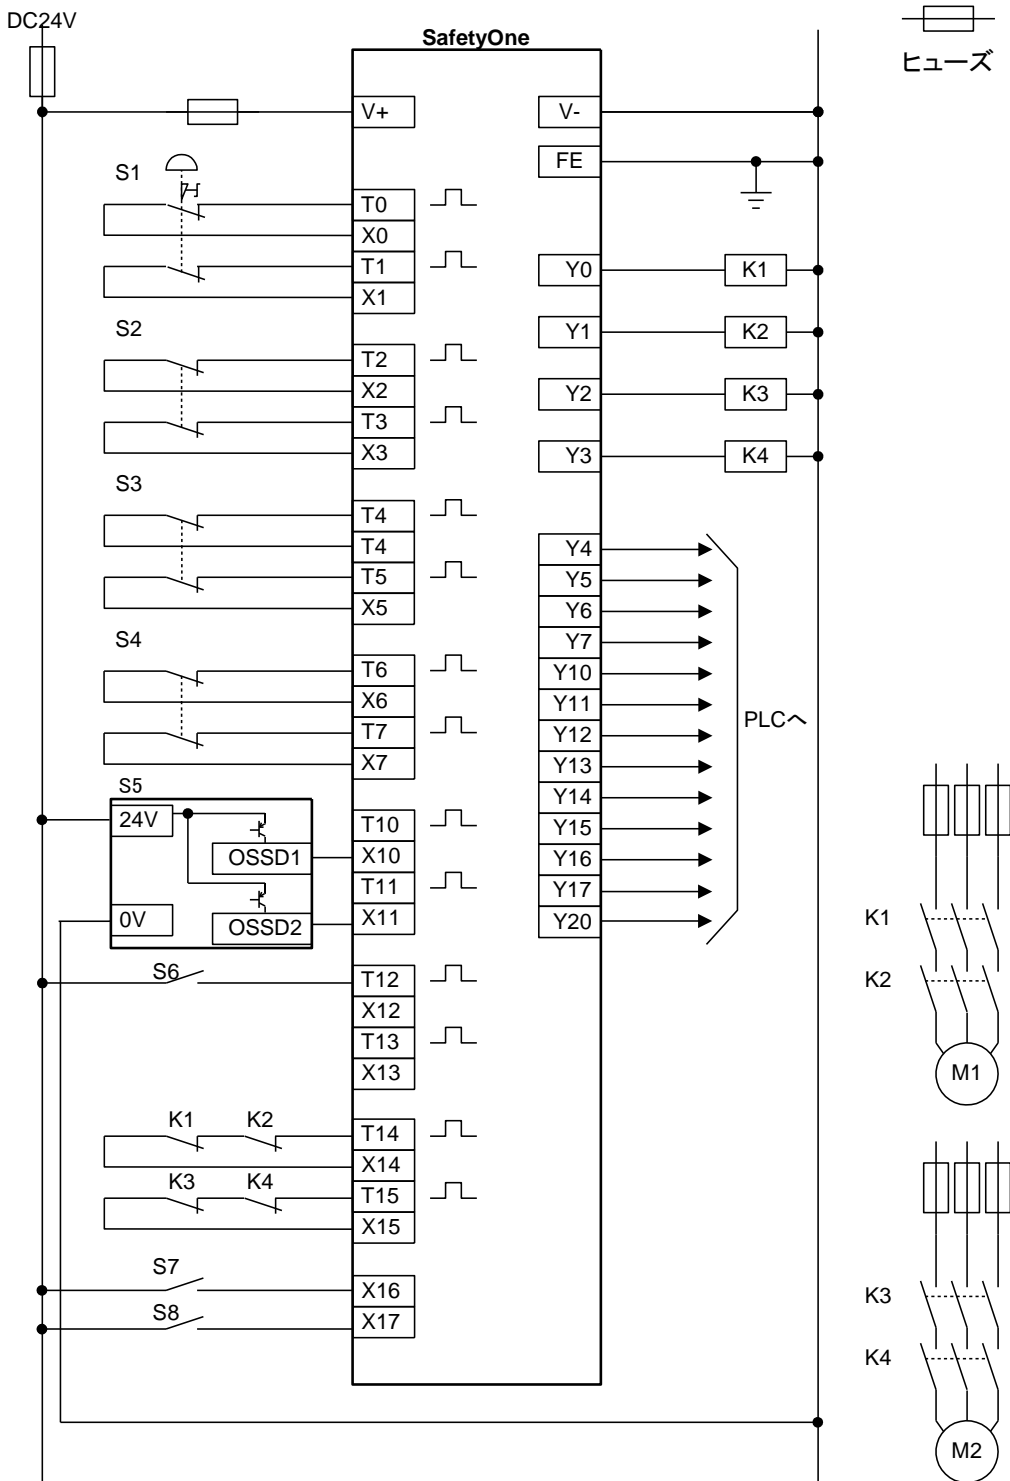 DC24V
SafetyOne
ヒューズ
V+
V-
FE
S1
T0
X0
T1
X1
Y0
K1
S2
Y1
K2
T2
X2
Y2
K3
T3
X3
Y3
K4
S3
T4
T4
T5
X5
Y4
Y5
Y6
Y7
Y10
Y11
Y12
Y13
Y14
Y15
Y16
Y17
Y20
PLCへ
S4
T6
X6
T7
X7
S5
24V
OSSD1
0V
OSSD2
T10
X10
T11
X11
S6
T12
X12
T13
X13
K1
K2
T14
X14
K3
K4
T15
X15
S7
X16
S8
X17
K1
K2
M1
K3
K4
M2